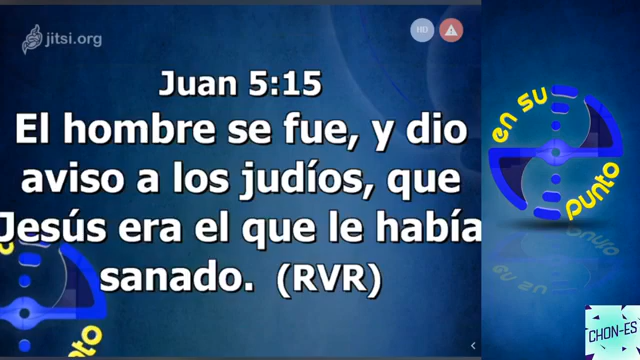 jitsi.org
HD
Juan 5:15
El hombre se fue, y dio
aviso a los judíos, que
Jesús era el que le había
sanado. (RVR)
en su
punto
punto
CHON-ES